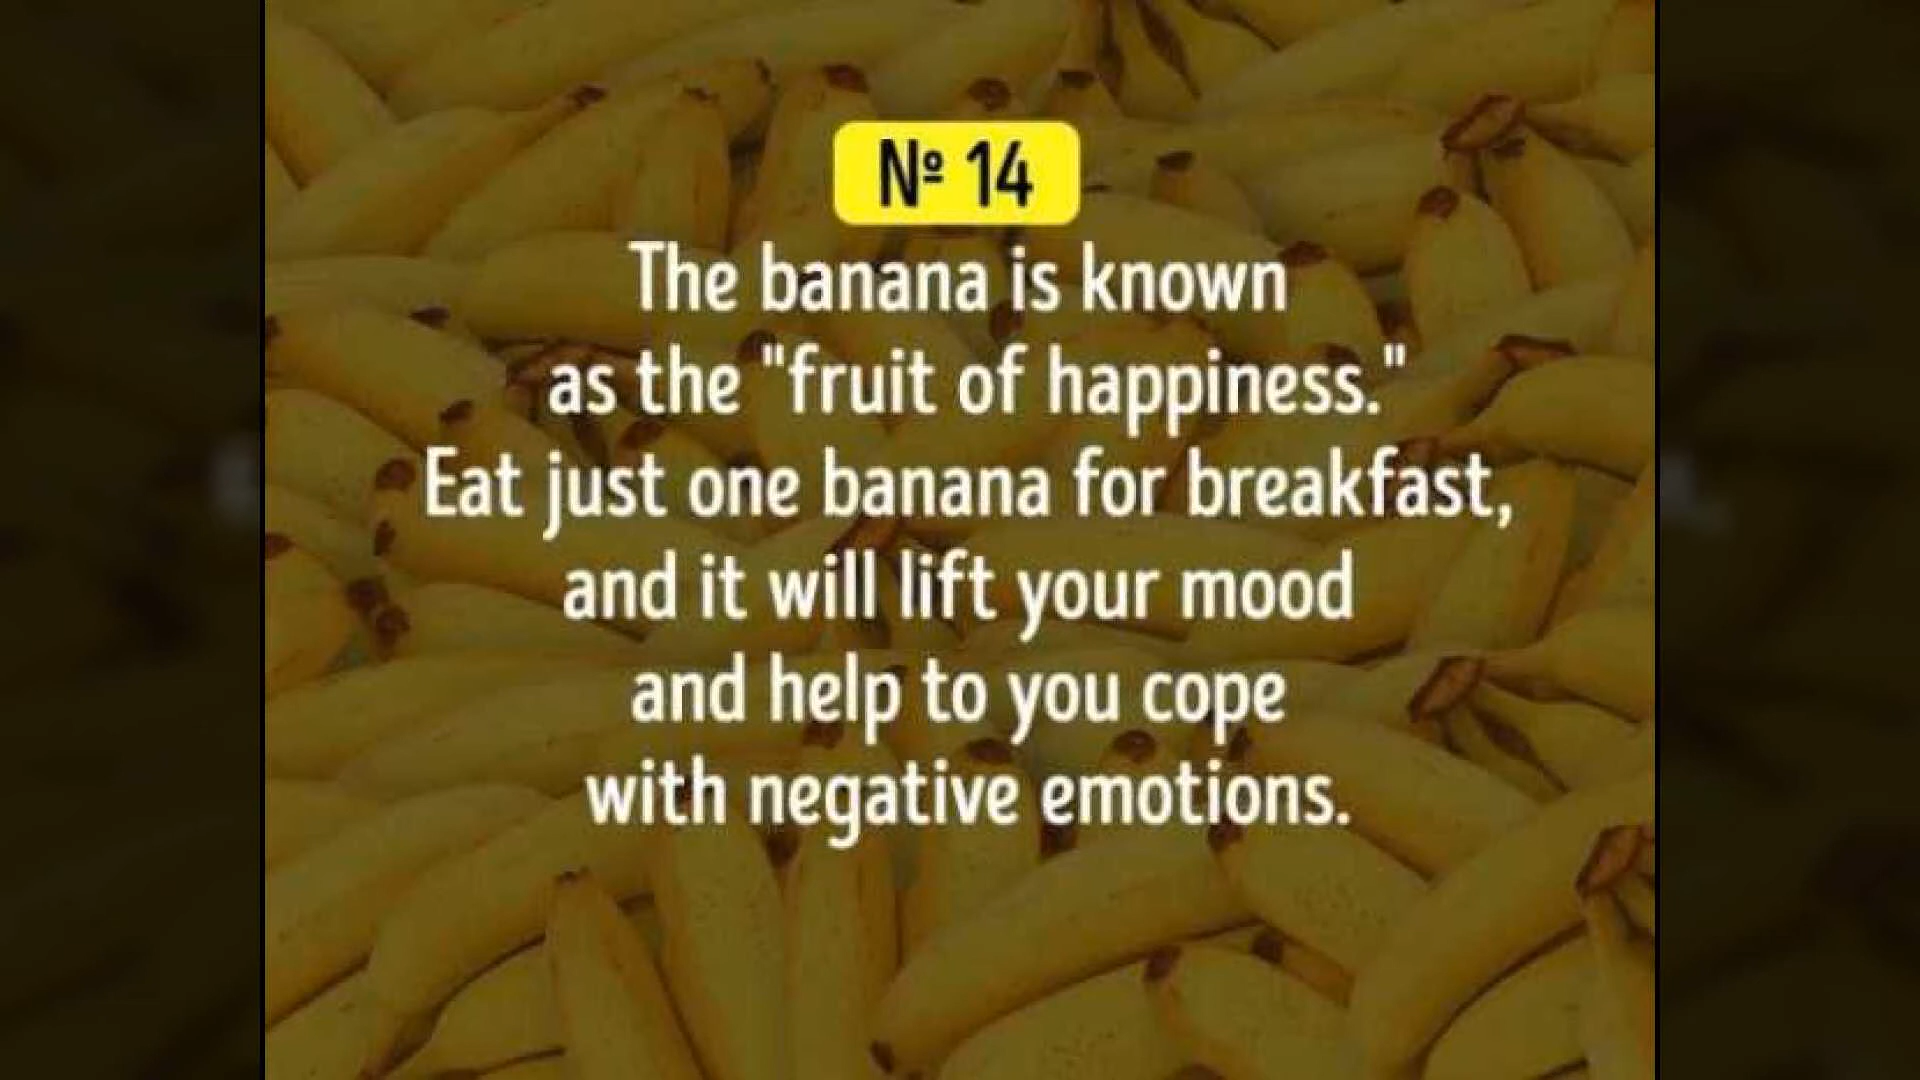 Nº 14
The banana is known
as the "fruit of happiness."
Eat just one banana for breakfast,
and it will lift your mood
and help to you cope
with negative emotions.